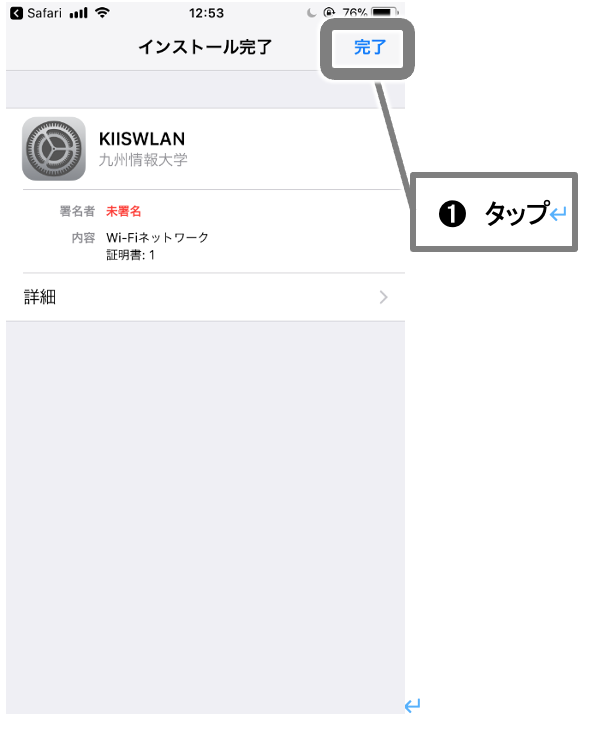 Safari 12:53 76%
インストール完了 完了
KIISWLAN
九州情報大学
署名者 未署名
❶ タップ↵
内容 Wi-Fiネットワーク
証明書: 1
詳細
↵